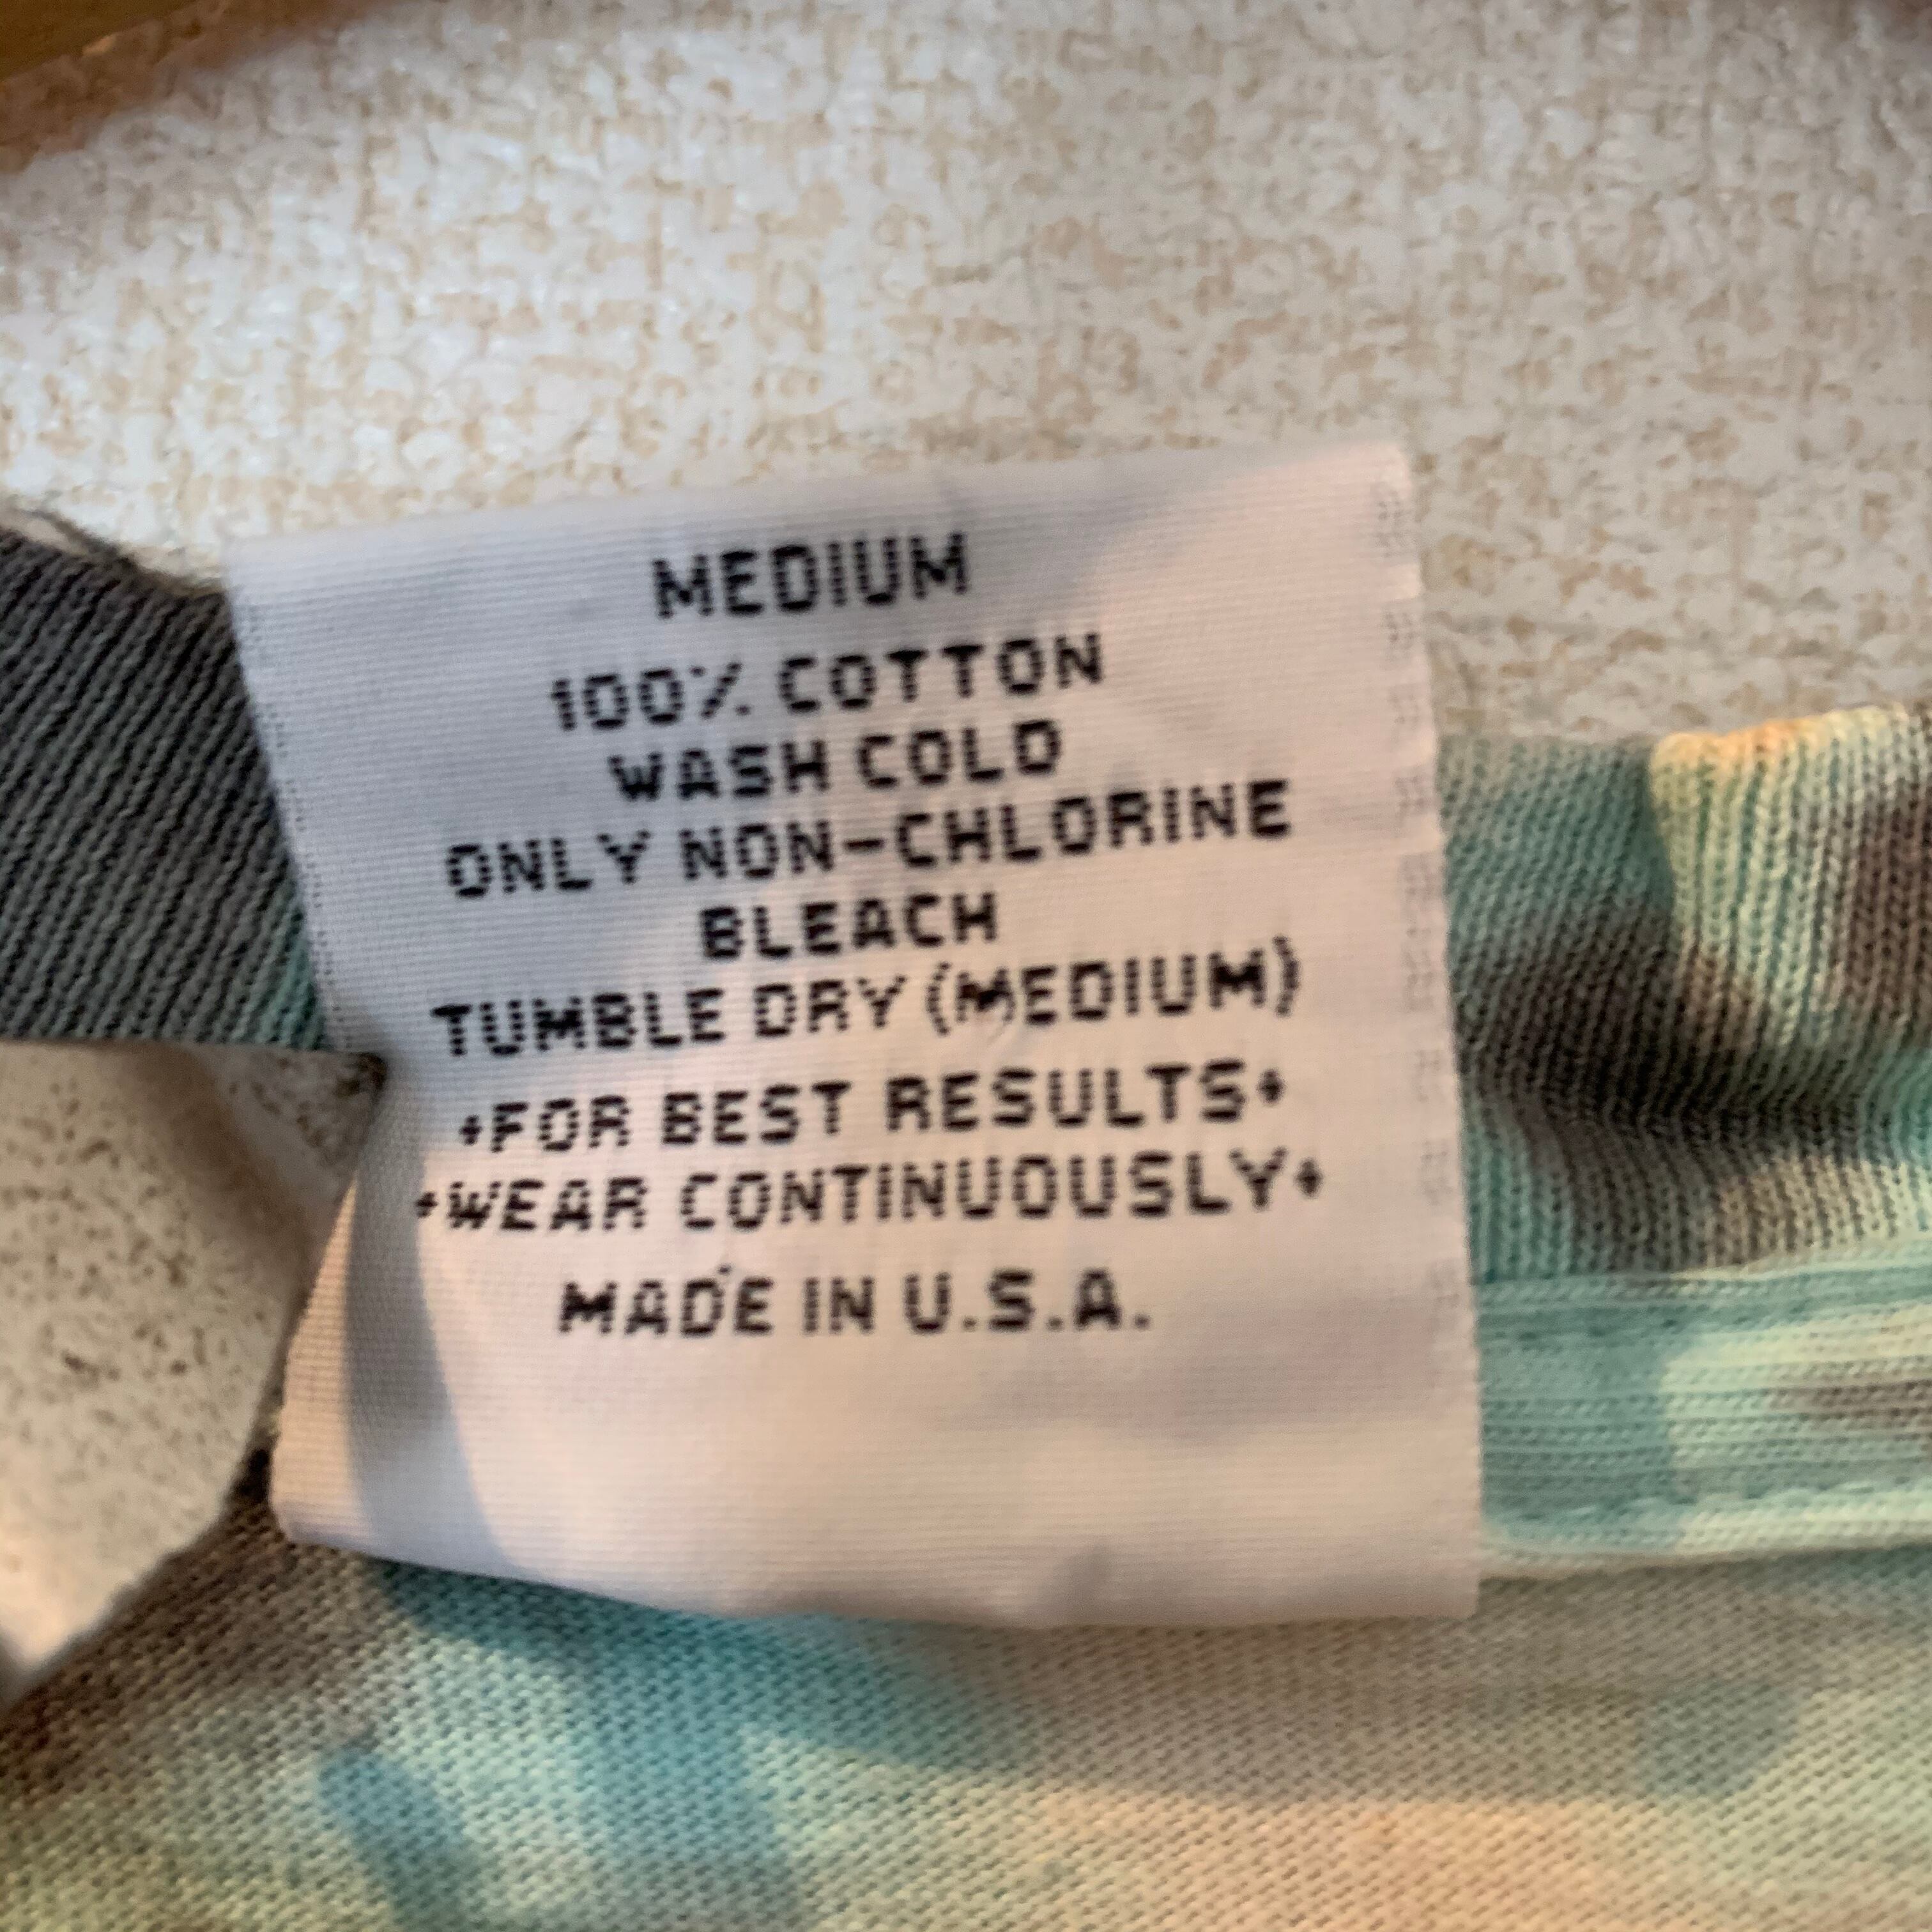 MEDIUM
100% COTTON
WASH COLD
ONLY NON-CHLORINE
BLEACH
TUMBLE DRY (MEDIUM)
+FOR BEST RESULTS+
+WEAR CONTINUOUSLY+
MADE IN U.S.A.